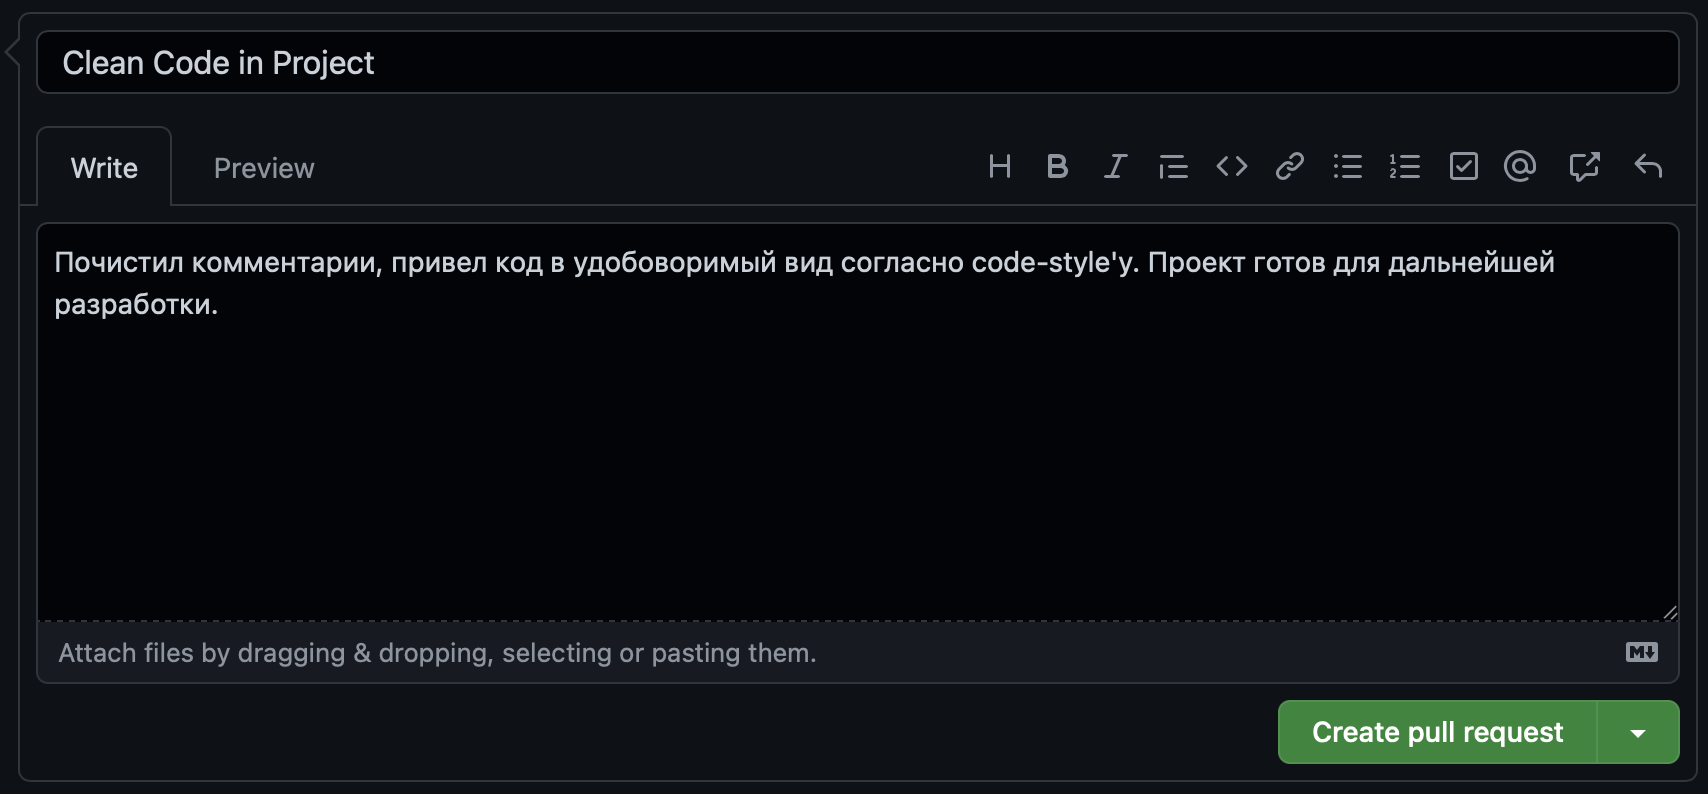 Clean Code in Project
Write
Preview
Почистил комментарии, привел код в удобоворимый вид согласно code-style'у. Проект готов для дальнейшей
разработки.
Attach files by dragging & dropping, selecting or pasting them.
M
Create pull request